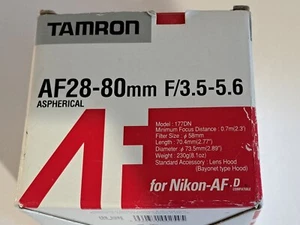 TAMRON
AF28-80mm F/3.5-5.6
ASPHERICAL
Model : 177DN
Minimum Focus Distance : 0.7m(2.3')
Filter Size : φ58mm
Length : 70.4mm(2.77")
Diameter : φ73.5mm(2.89")
Weight : 230g(8.1oz)
Standard Accessory : Lens Hood
(Bayonet type Hood)
AF
for Nikon-AF D
COMPATIBLE